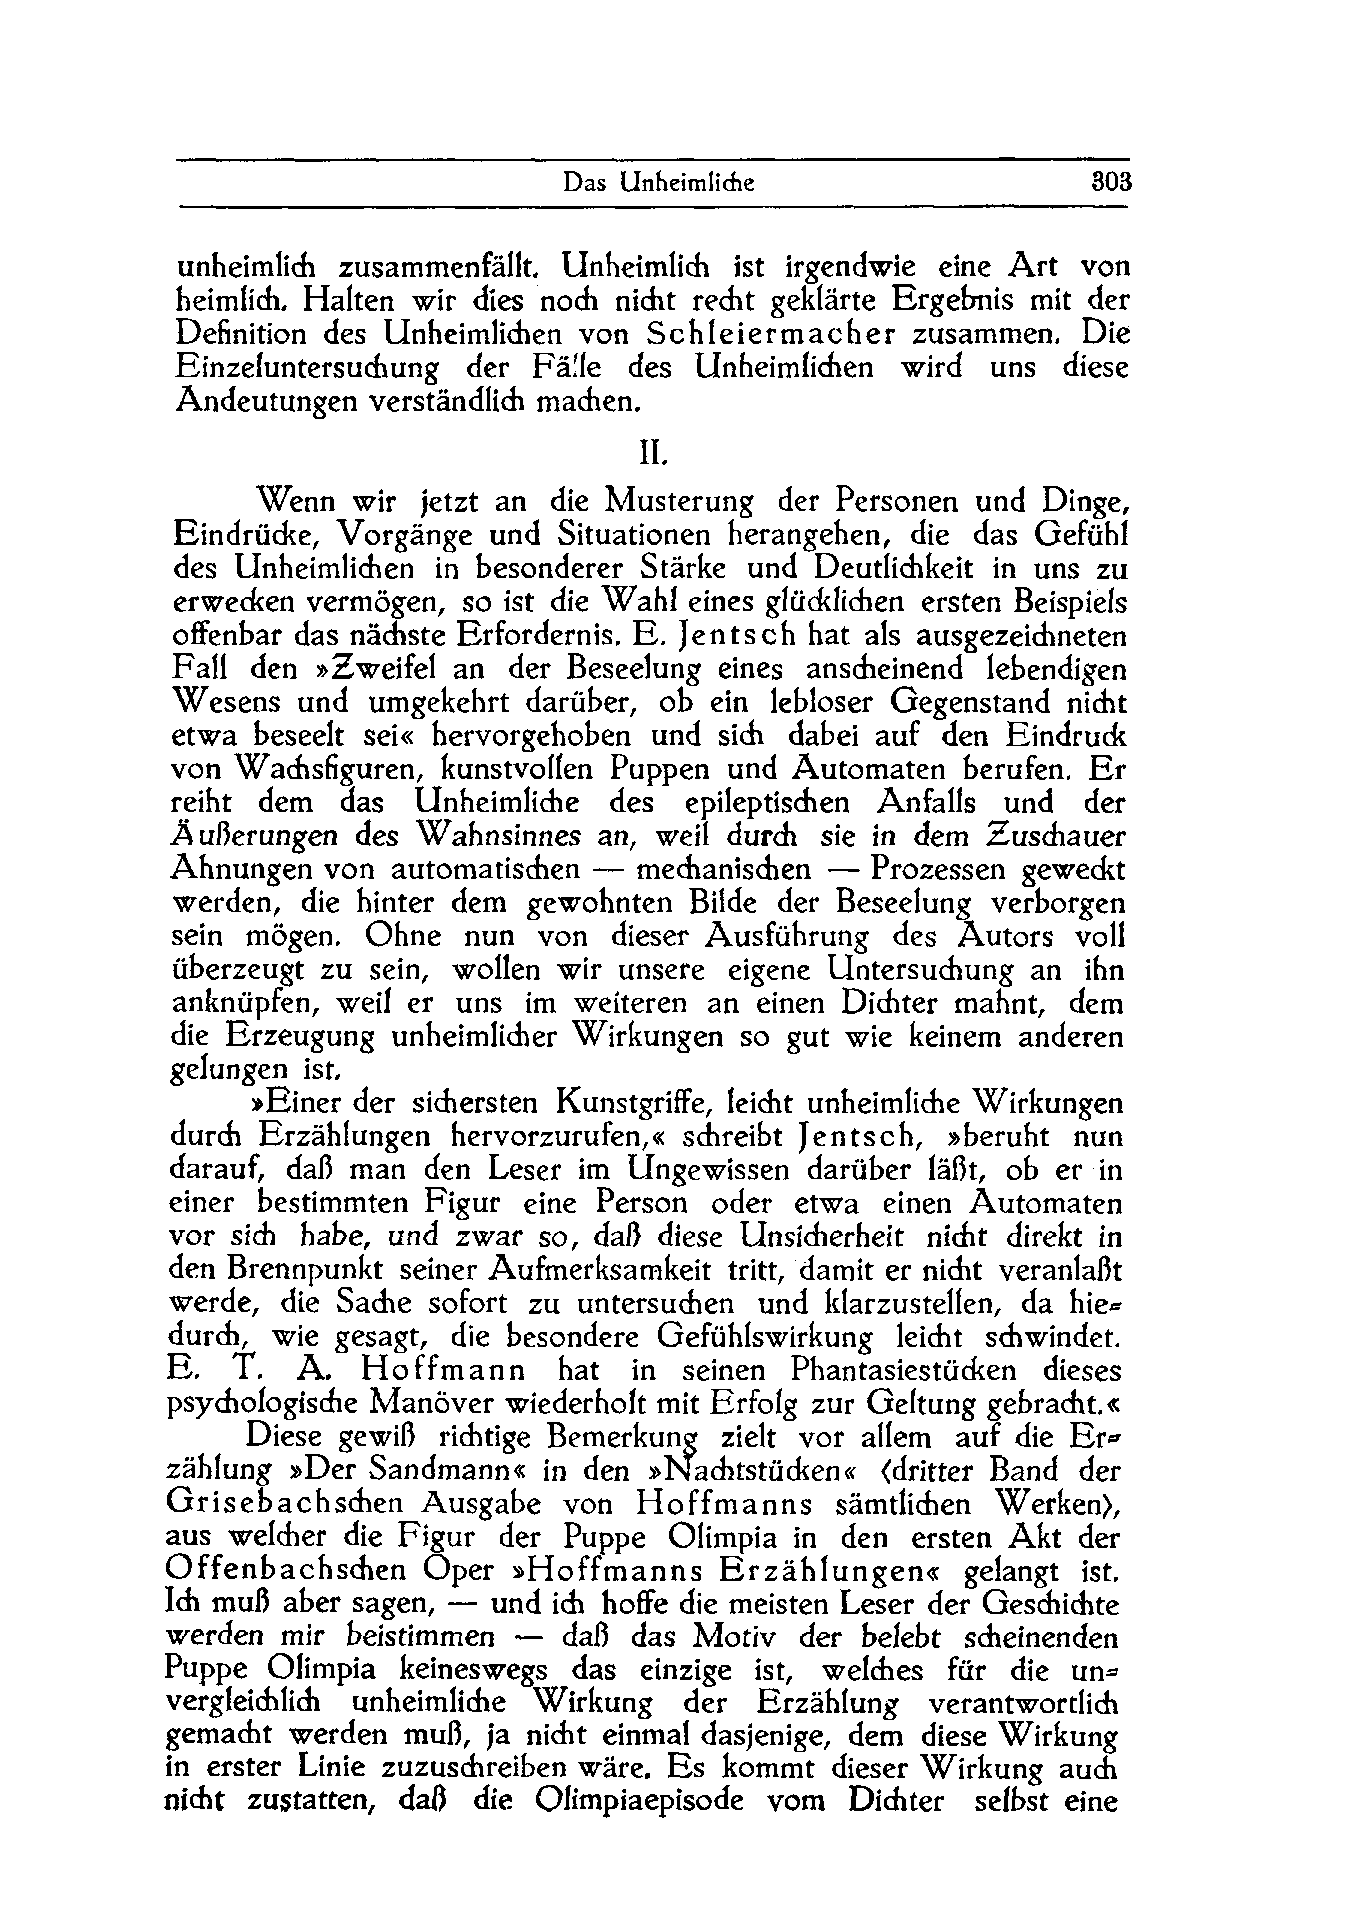 Das Unheimliche 303
unheimlich zusammenfällt. Unheimlich ist irgendwie eine Art von
heimlich. Halten wir dies noch nicht recht geklärte Ergebnis mit der
Definition des Unheimlichen von Schleiermacher zusammen. Die
Einzeluntersuchung der Fälle des Unheimlichen wird uns diese
Andeutungen verständlich machen.
II.
Wenn wir jetzt an die Musterung der Personen und Dinge,
Eindrücke, Vorgänge und Situationen herangehen, die das Gefühl
des Unheimlichen in besonderer Stärke und Deutlichkeit in uns zu
erwecken vermögen, so ist die Wahl eines glücklichen ersten Beispiels
offenbar das nächste Erfordernis. E. Jentsch hat als ausgezeichneten
Fall den »Zweifel an der Beseelung eines anscheinend lebendigen
Wesens und umgekehrt darüber, ob ein lebloser Gegenstand nicht
etwa beseelt sei« hervorgehoben und sich dabei auf den Eindruck
von Wachsfiguren, kunstvollen Puppen und Automaten berufen. Er
reiht dem das Unheimliche des epileptischen Anfalls und der
Äußerungen des Wahnsinnes an, weil durch sie in dem Zuschauer
Ahnungen von automatischen — mechanischen — Prozessen geweckt
werden, die hinter dem gewohnten Bilde der Beseelung verborgen
sein mögen. Ohne nun von dieser Ausführung des Autors voll
überzeugt zu sein, wollen wir unsere eigene Untersuchung an ihn
anknüpfen, weil er uns im weiteren an einen Dichter mahnt, dem
die Erzeugung unheimlicher Wirkungen so gut wie keinem anderen
gelungen ist.
»Einer der sichersten Kunstgriffe, leicht unheimliche Wirkungen
durch Erzählungen hervorzurufen,« schreibt Jentsch, »beruht nun
darauf, daß man den Leser im Ungewissen darüber läßt, ob er in
einer bestimmten Figur eine Person oder etwa einen Automaten
vor sich habe, und zwar so, daß diese Unsicherheit nicht direkt in
den Brennpunkt seiner Aufmerksamkeit tritt, damit er nicht veranlaßt
werde, die Sache sofort zu untersuchen und klarzustellen, da hie-
durch, wie gesagt, die besondere Gefühlswirkung leicht schwindet.
E. T. A. Hoffmann hat in seinen Phantasiestücken dieses
psychologische Manöver wiederholt mit Erfolg zur Geltung gebracht.«
Diese gewiß richtige Bemerkung zielt vor allem auf die Er-
zählung »Der Sandmann« in den »Nachtstücken« (dritter Band der
Grisebachschen Ausgabe von Hoffmanns sämtlichen Werken),
aus welcher die Figur der Puppe Olimpia in den ersten Akt der
Offenbachschen Oper »Hoffmanns Erzählungen« gelangt ist.
Ich muß aber sagen, — und ich hoffe die meisten Leser der Geschichte
werden mir beistimmen — daß das Motiv der belebt scheinenden
Puppe Olimpia keineswegs das einzige ist, welches für die un-
vergleichlich unheimliche Wirkung der Erzählung verantwortlich
gemacht werden muß, ja nicht einmal dasjenige, dem diese Wirkung
in erster Linie zuzuschreiben wäre. Es kommt dieser Wirkung auch
nicht zustatten, daß die Olimpiaepisode vom Dichter selbst eine